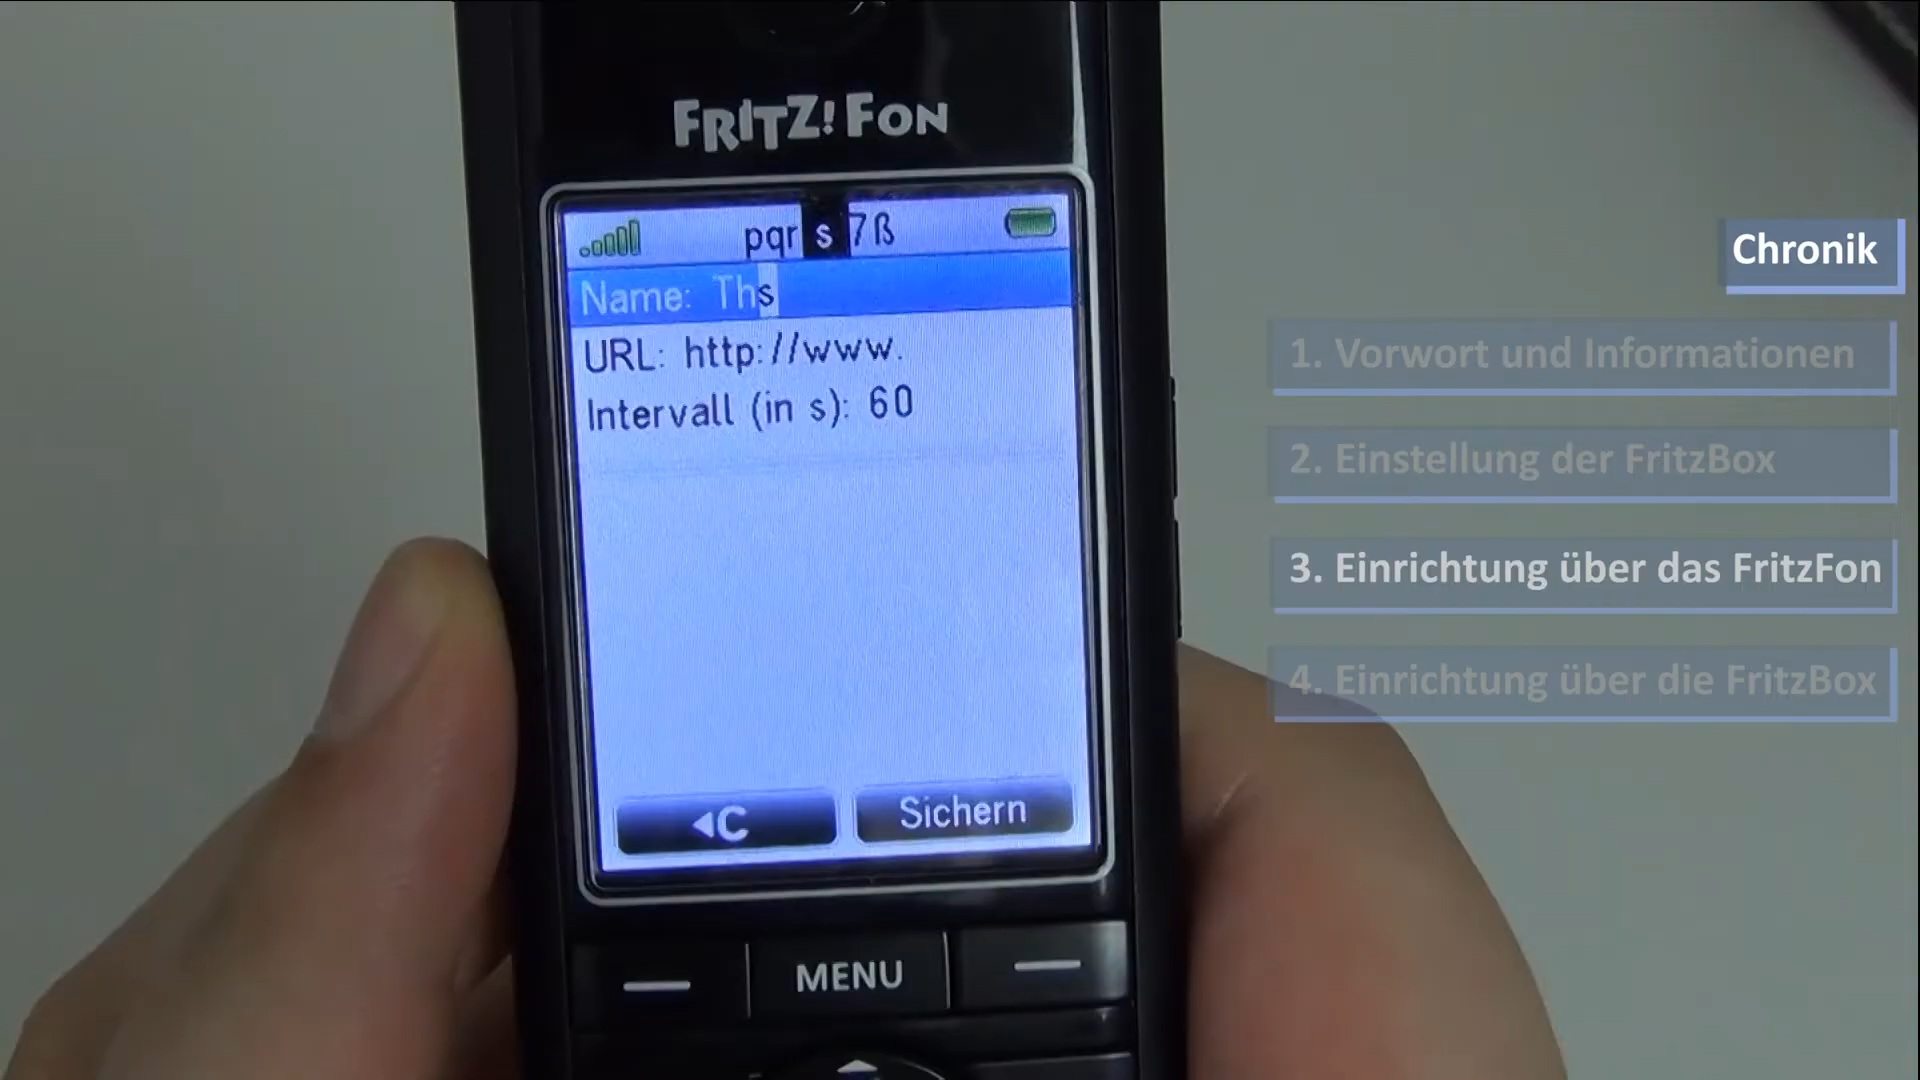 FRITZ! FON
pqr s 7ß
Name: Ths
URL: http://www.
Intervall (in s): 60
C
Sichern
MENU
Chronik
1. Vorwort und Informationen
2. Einstellung der FritzBox
3. Einrichtung über das FritzFon
4. Einrichtung über die FritzBox